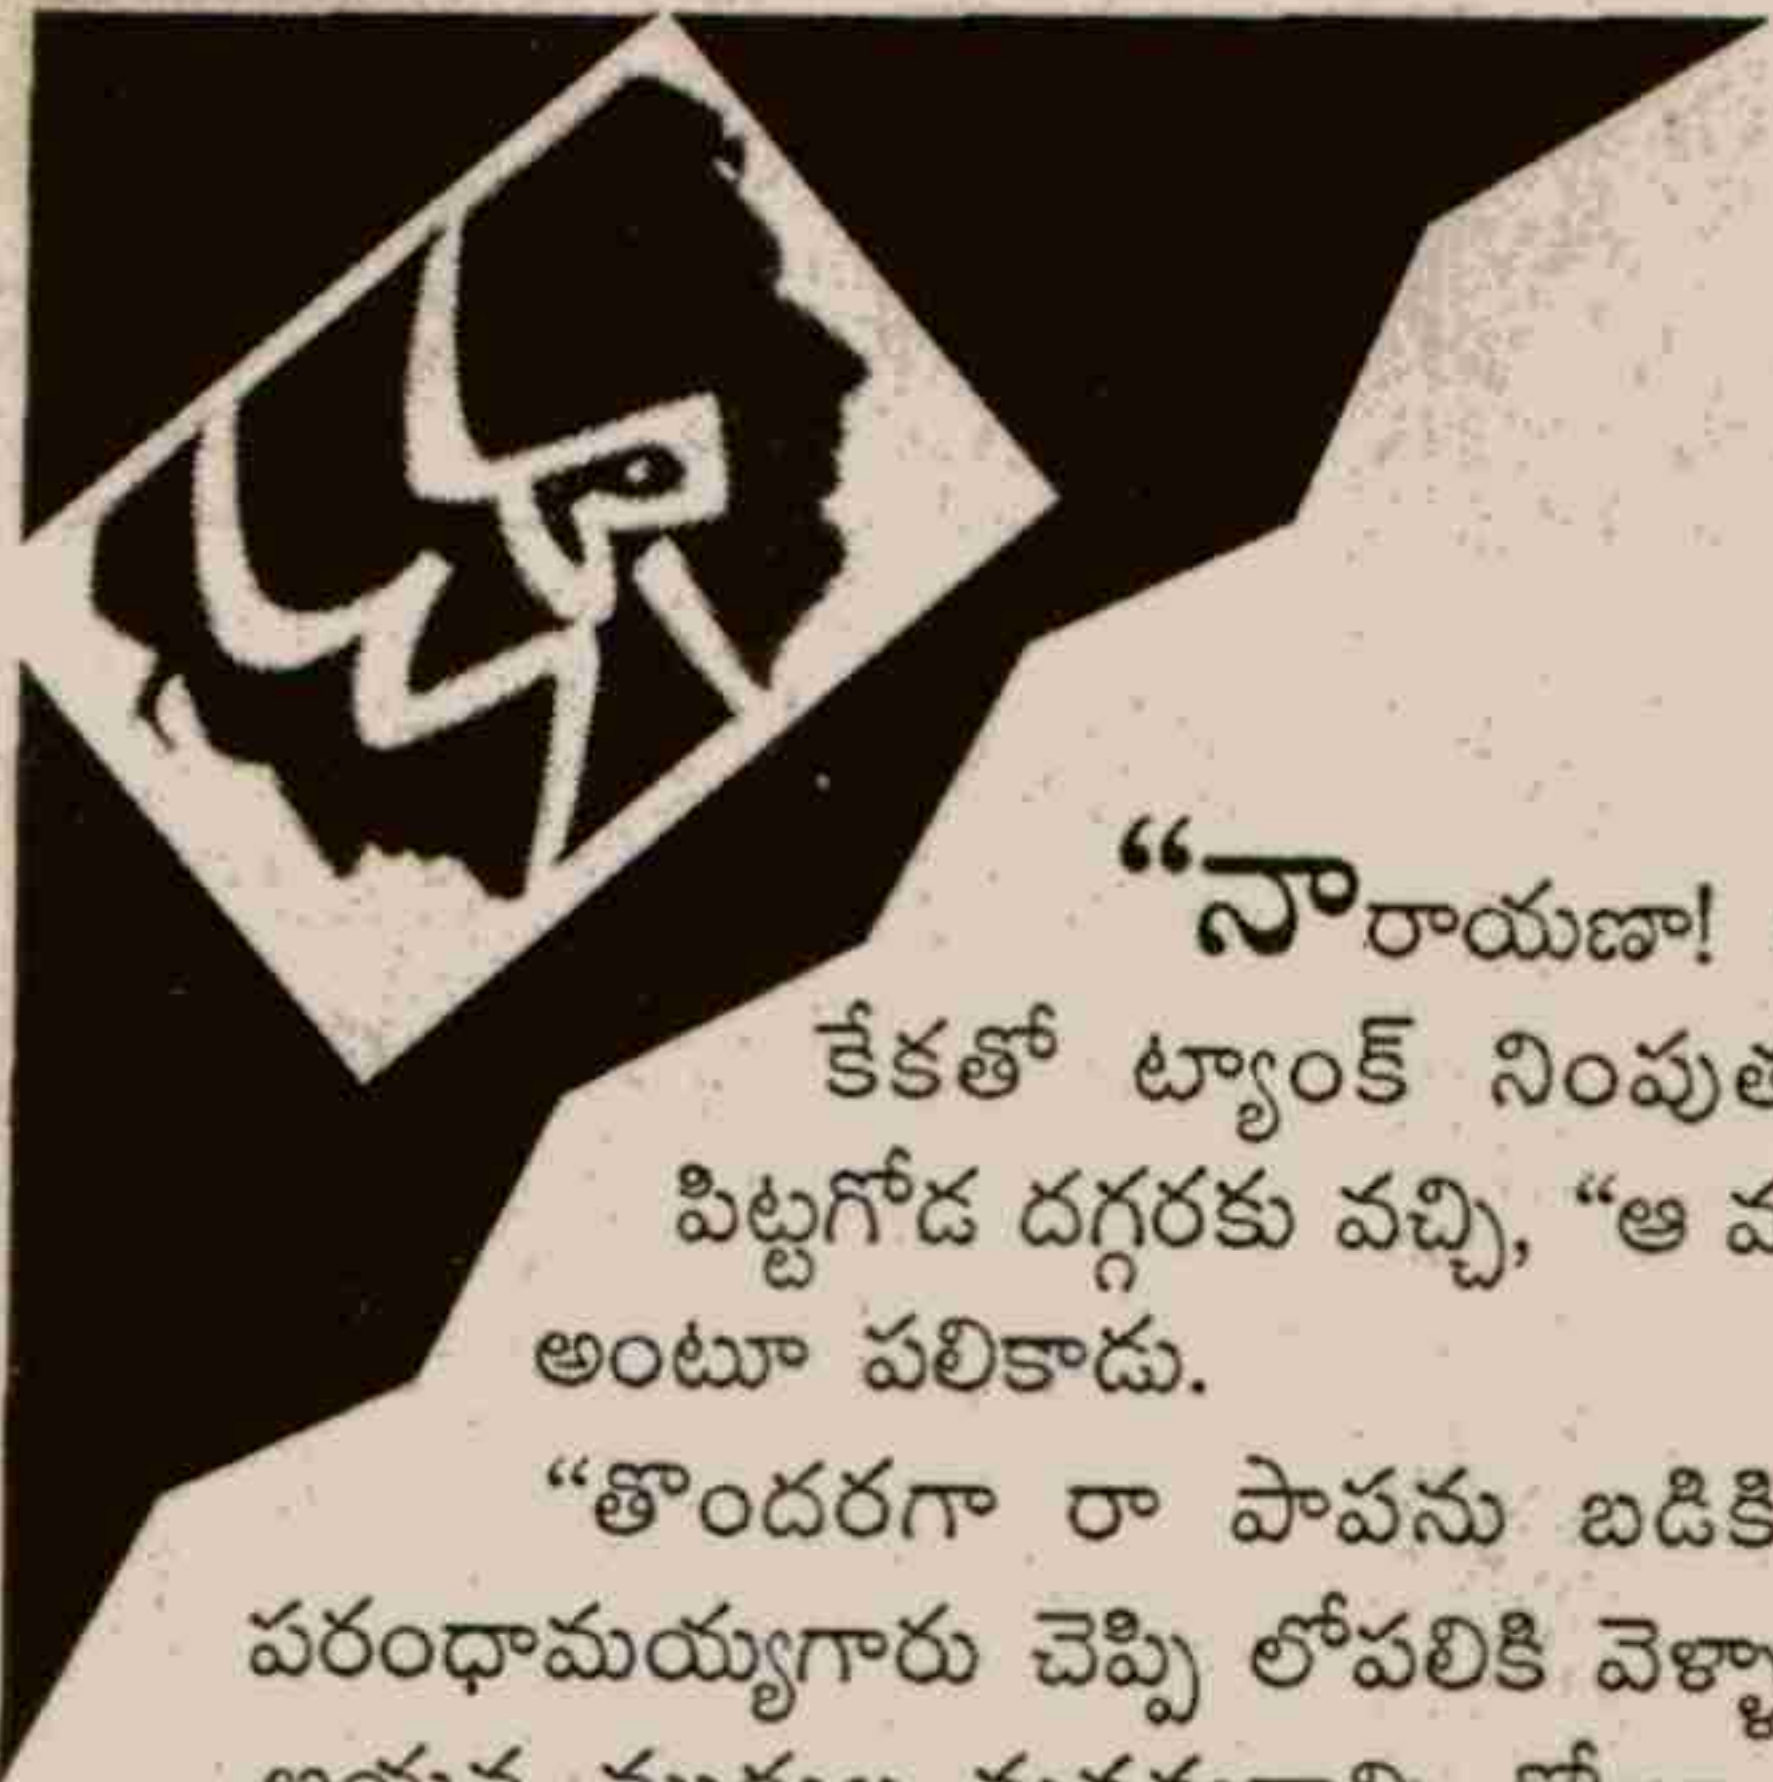 “నారాయణా!
కేకతో ట్యాంక్ నింపుత
పిట్టగోడ దగ్గరకు వచ్చి, “ఆ
అంటూ పలికాడు.
“తొందరగా రా పాపను బడికి
పరంధామయ్యగారు చెప్పి లోపలికి వెళ్ళా